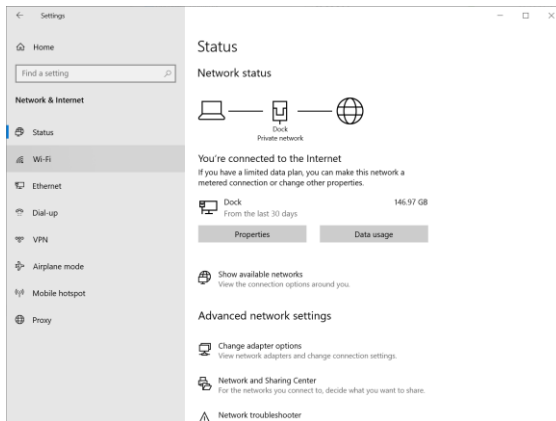 Settings
Home
Find a setting
Network & Internet
Status
Wi-Fi
Ethernet
Dial-up
VPN
Airplane mode
Mobile hotspot
Proxy
Status
Network status
Dock
Private network
You're connected to the Internet
If you have a limited data plan, you can make this network a
metered connection or change other properties.
Dock
From the last 30 days
146.97 GB
Properties
Data usage
Show available networks
View the connection options around you.
Advanced network settings
Change adapter options
View network adapters and change connection settings.
Network and Sharing Center
For the networks you connect to, decide what you want to share.
Network troubleshooter